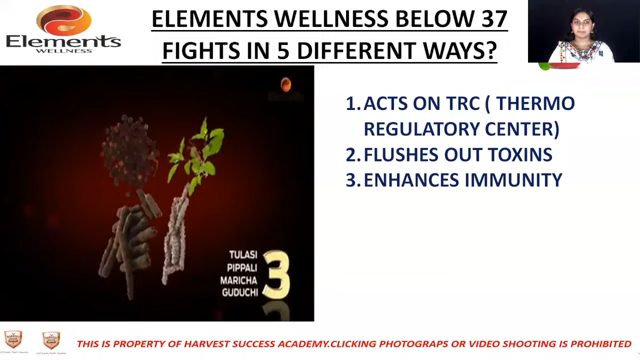 Elements
WELLNESS
ELEMENTS WELLNESS BELOW 37
FIGHTS IN 5 DIFFERENT WAYS?
1. ACTS ON TRC ( THERMO
REGULATORY CENTER)
2. FLUSHES OUT TOXINS
3. ENHANCES IMMUNITY
TULASI
PIPPALI
MARICHA
GUDUCHI
3
THIS IS PROPERTY OF HARVEST SUCCESS ACADEMY.CLICKING PHOTOGRAPS OR VIDEO SHOOTING IS PROHIBITED